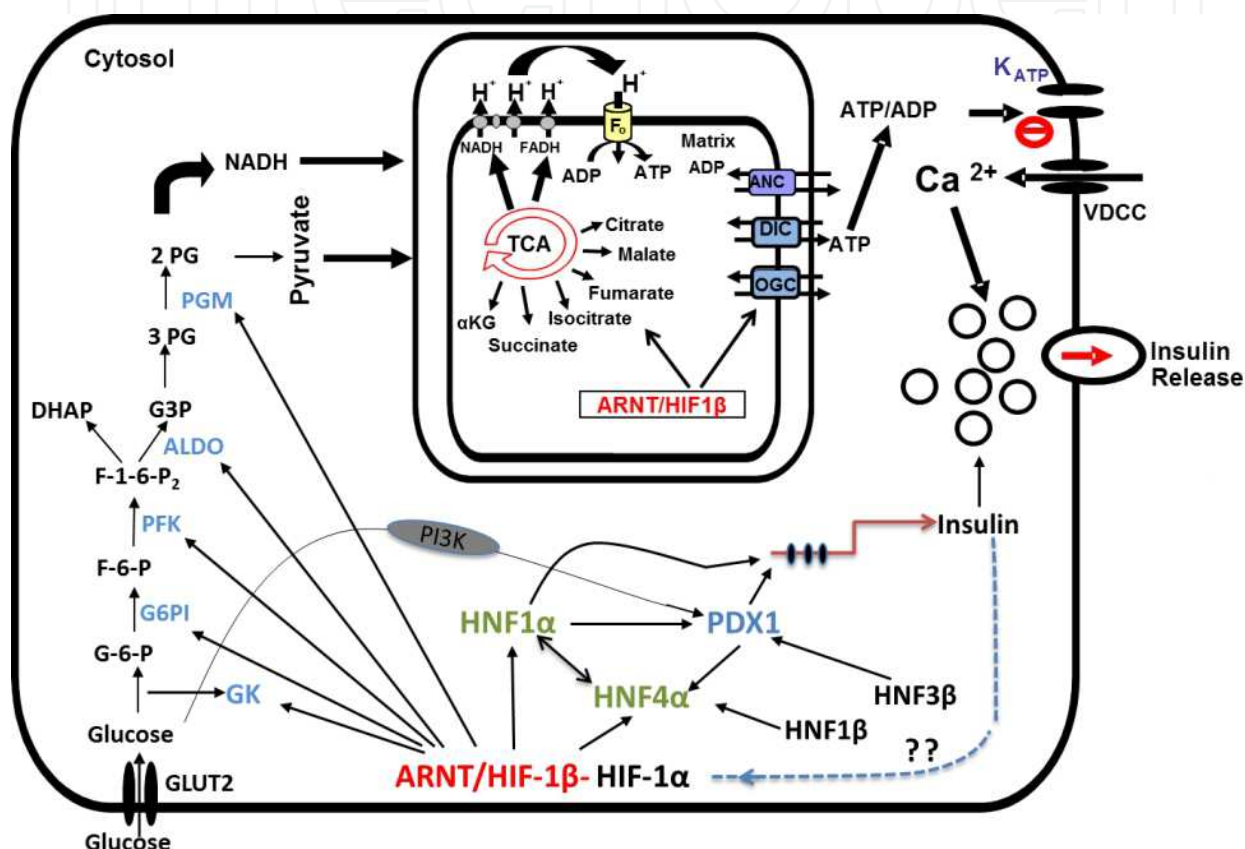 Cytosol
K ATP
H+ H+ H+ H+
F₀
NADH FADH
Matrix
ADP ATP
ADP
ATP/ADP
ANC
Ca 2+
VDCC
NADH
Citrate
DIC
TCA
ATP
Malate
2 PG
Pyruvate
OGC
Fumarate
PGM
αKG
Isocitrate
Succinate
3 PG
Insulin
Release
ARNT/HIF1β
DHAP
G3P
ALDO
F-1-6-P₂
PFK
PI3K
Insulin
F-6-P
G6PI
HNF1α
PDX1
G-6-P
GK
HNF4α
HNF3β
HNF1β
Glucose
??
ARNT/HIF-1β- HIF-1α
GLUT2
Glucose